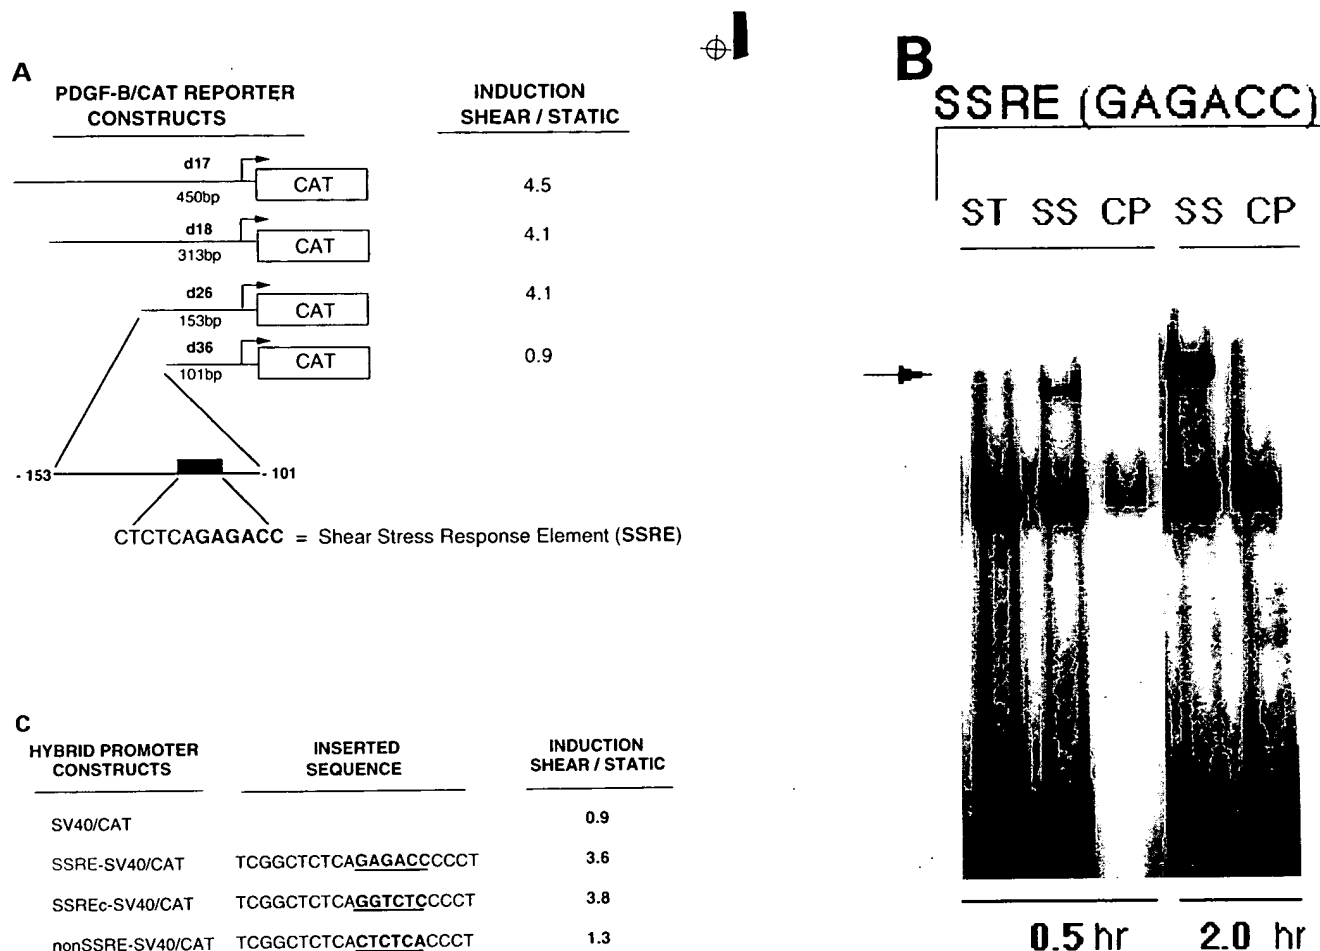 A
PDGF-B/CAT REPORTER CONSTRUCTS
INDUCTION SHEAR / STATIC
d17
450bp
CAT
4.5
d18
313bp
CAT
4.1
d26
153bp
CAT
4.1
d36
101bp
CAT
0.9
- 153
- 101
CTCTCAGAGACC = Shear Stress Response Element (SSRE)
B
SSRE (GAGACC)
ST SS CP SS CP
0.5 hr 2.0 hr
C
HYBRID PROMOTER CONSTRUCTS
INSERTED SEQUENCE
INDUCTION SHEAR / STATIC
SV40/CAT 0.9
SSRE-SV40/CAT TCGGCTCTCAGAGACCCCCT 3.6
SSREc-SV40/CAT TCGGCTCTCAGGTCTCCCCT 3.8
nonSSRE-SV40/CAT TCGGCTCTCACTCTCACCCT 1.3